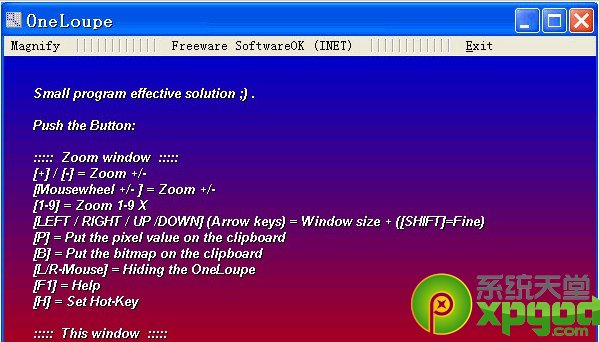 OneLoupe
Magnify Freeware SoftwareOK (INET) Exit
Small program effective solution ;) .
Push the Button:
::::: Zoom window :::::
[+] / [-] = Zoom +/-
[Mousewheel +/- ] = Zoom +/-
[1-9] = Zoom 1-9 X
[LEFT / RIGHT / UP /DOWN] (Arrow keys) = Window size + ([SHIFT]=Fine)
[P] = Put the pixel value on the clipboard
[B] = Put the bitmap on the clipboard
[L/R-Mouse] = Hiding the OneLoupe
[F1] = Help
[H] = Set Hot-Key
::::: This window :::::
系统天堂
xpgod